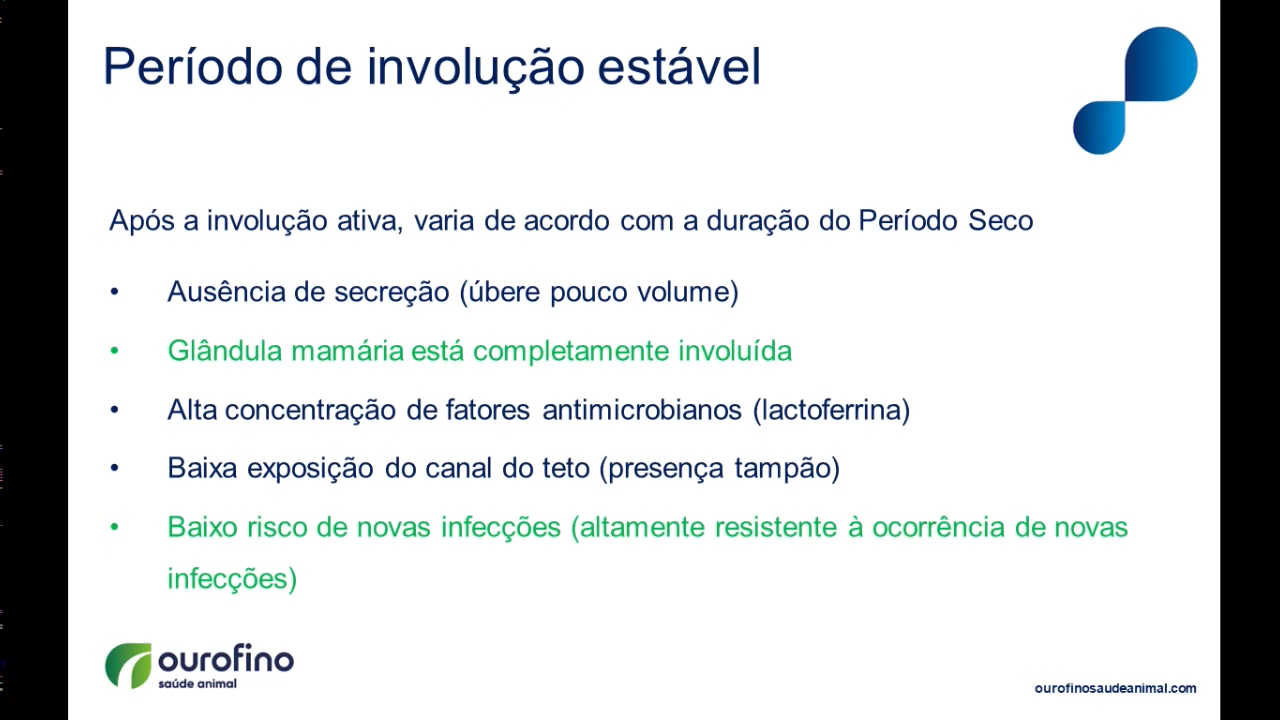 Período de involução estável
Após a involução ativa, varia de acordo com a duração do Período Seco
• Ausência de secreção (úbere pouco volume)
• Glândula mamária está completamente involuída
• Alta concentração de fatores antimicrobianos (lactoferrina)
• Baixa exposição do canal do teto (presença tampão)
• Baixo risco de novas infecções (altamente resistente à ocorrência de novas
infecções)
ourofino
saúde animal
ourofinosaudeanimal.com